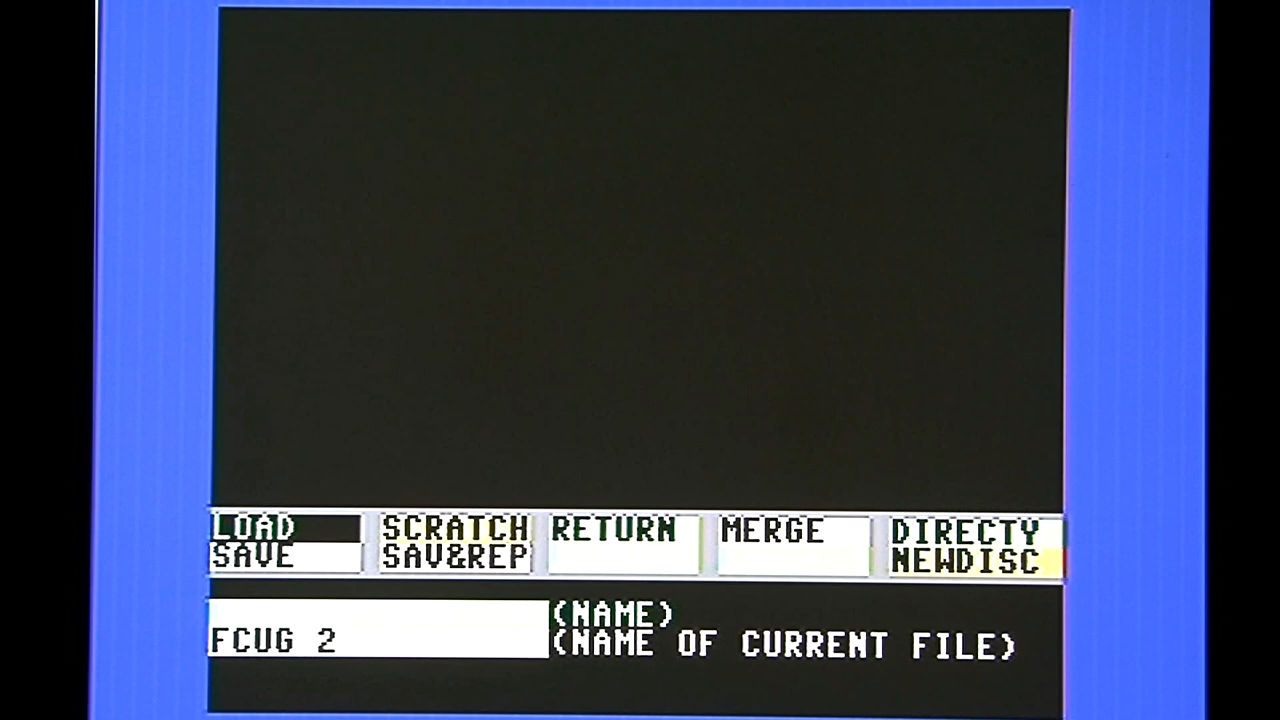 LOAD SCRATCH RETURN MERGE DIRECTY
SAVE SAV&REP NEWDISC
(NAME)
FCUG 2 (NAME OF CURRENT FILE)